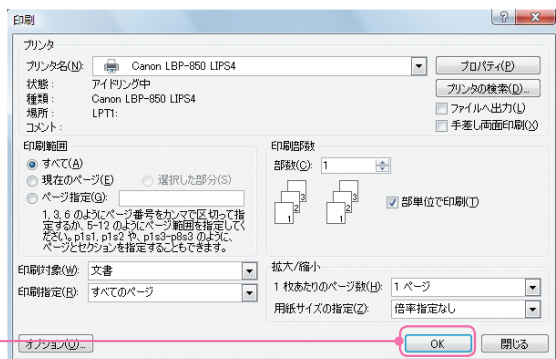 印刷
プリンタ
プリンタ名(N): Canon LBP-850 LIPS4 プロパティ(P)
状態: アイドリング中 プリンタの検索(D)...
種類: Canon LBP-850 LIPS4
場所: LPT1: ファイルへ出力(L)
コメント: 手差し両面印刷(X)
印刷範囲
すべて(A)
現在のページ(E) 選択した部分(S)
ページ指定(G):
1, 3, 6 のようにページ番号をカンマで区切って指
定するか、5-12 のようにページ範囲を指定してく
ださい。p1s1, p1s2 や、p1s3-p8s3 のように、
ページとセクションを指定することもできます。
印刷部数
部数(C): 1
1 2 3 1 2 3 部単位で印刷(T)
印刷対象(W): 文書
印刷指定(R): すべてのページ
拡大/縮小
1 枚あたりのページ数(H): 1 ページ
用紙サイズの指定(Z): 倍率指定なし
オプション(O)... OK 閉じる